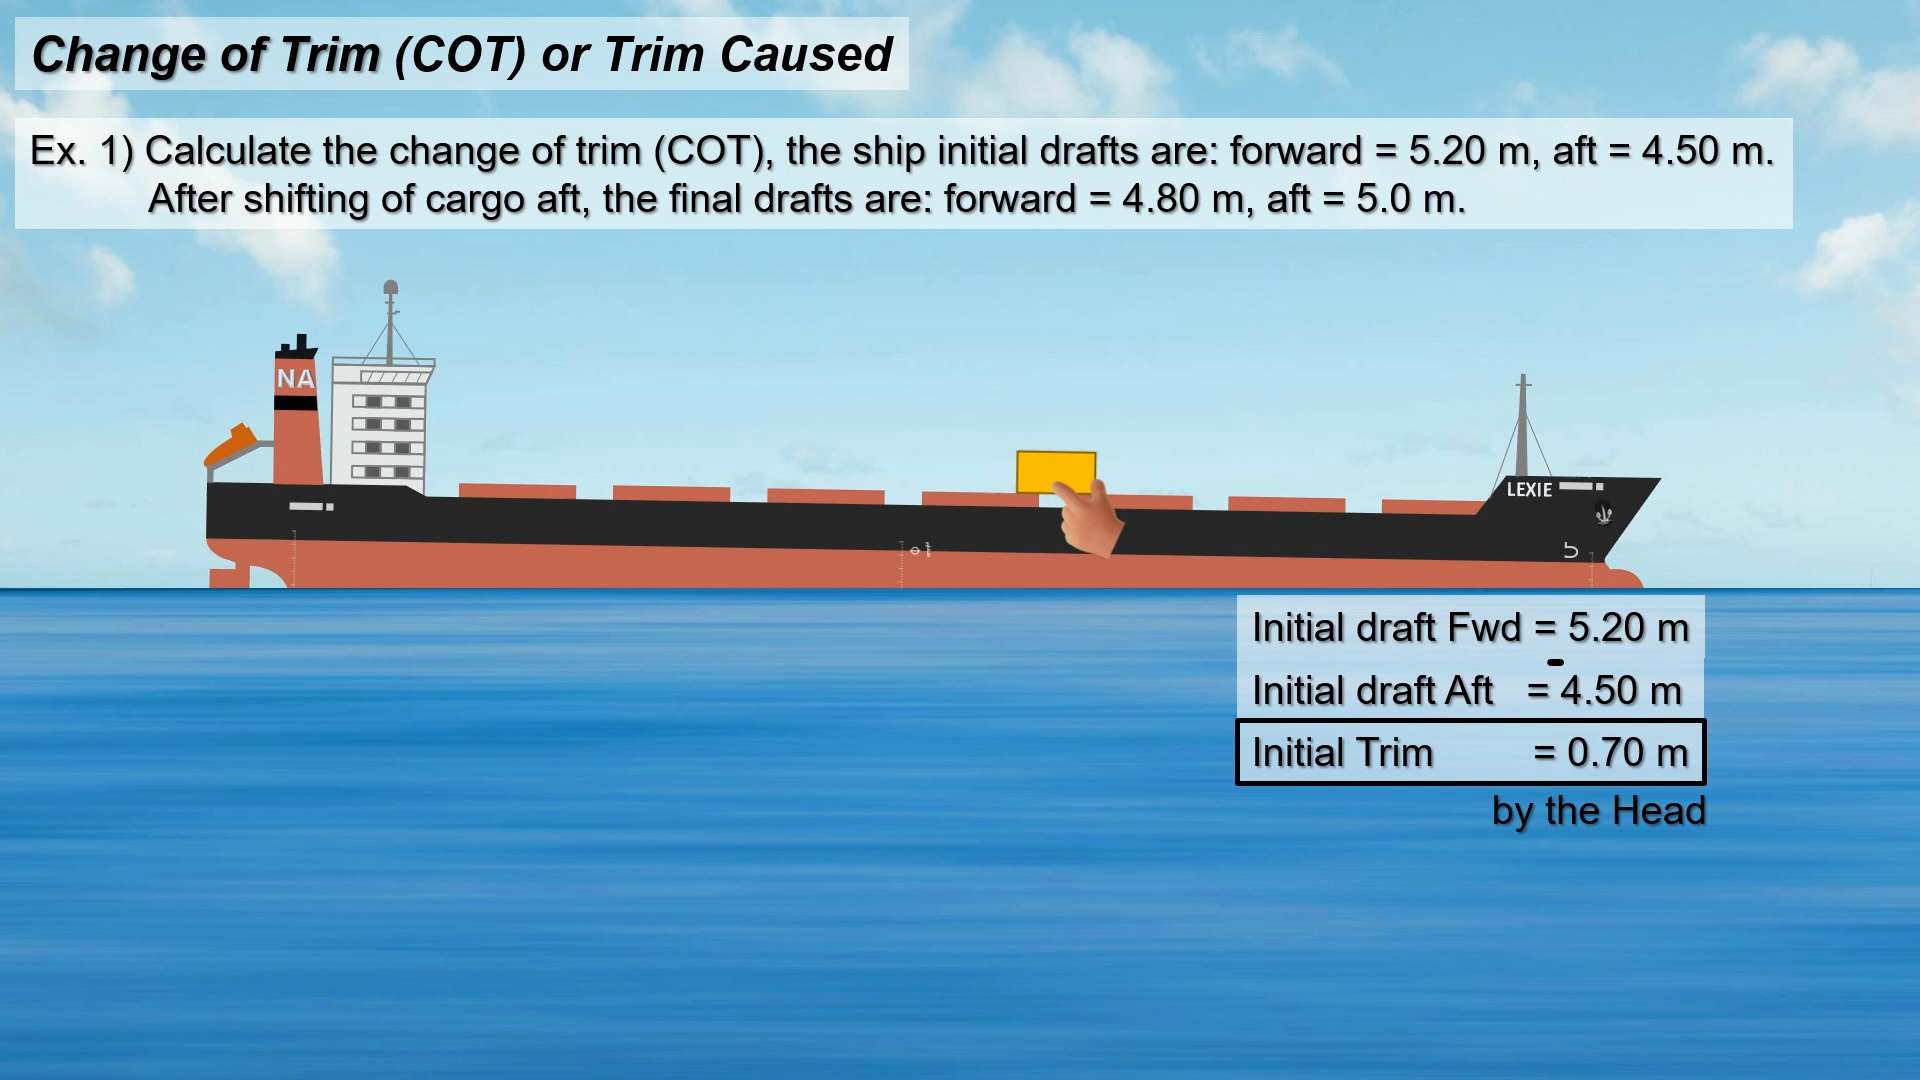 Change of Trim (COT) or Trim Caused
Ex. 1) Calculate the change of trim (COT), the ship initial drafts are: forward = 5.20 m, aft = 4.50 m.
After shifting of cargo aft, the final drafts are: forward = 4.80 m, aft = 5.0 m.
NA
LEXIE
Initial draft Fwd = 5.20 m
-
Initial draft Aft = 4.50 m
Initial Trim = 0.70 m
by the Head